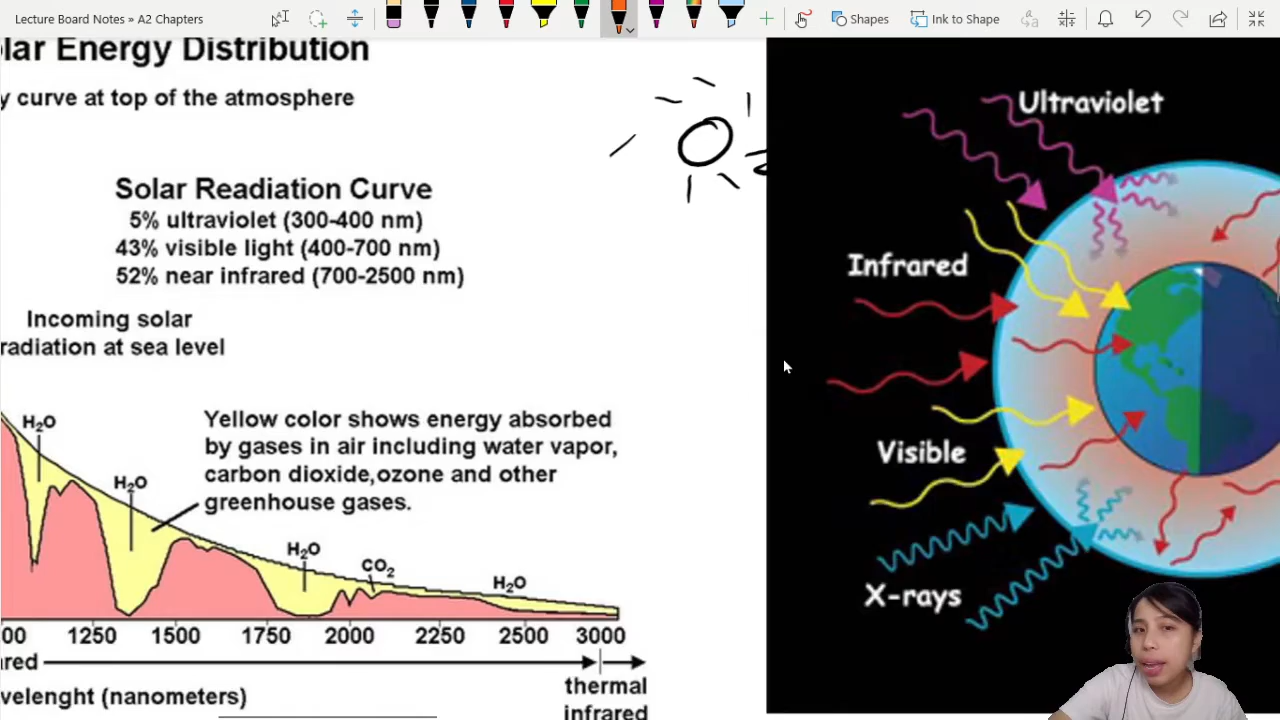 Lecture Board Notes » A2 Chapters
Shapes
Ink to Shape
lar Energy Distribution
y curve at top of the atmosphere
Solar Readiation Curve
5% ultraviolet (300-400 nm)
43% visible light (400-700 nm)
52% near infrared (700-2500 nm)
Incoming solar
radiation at sea level
Yellow color shows energy absorbed
by gases in air including water vapor,
carbon dioxide,ozone and other
greenhouse gases.
H2O
H2O
H2O
CO2
H2O
00 1250 1500 1750 2000 2250 2500 3000
ared
thermal
infrared
velenght (nanometers)
Ultraviolet
Infrared
Visible
X-rays